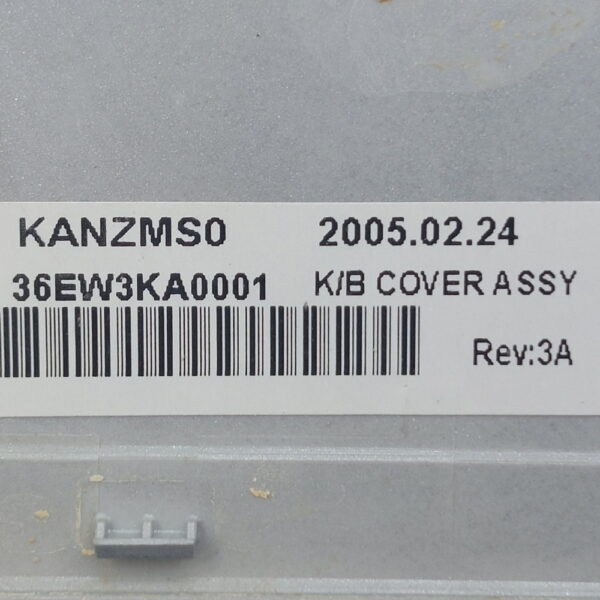 KANZMS0 2005.02.24
36EW3KA0001 K/B COVER ASSY
Rev:3A